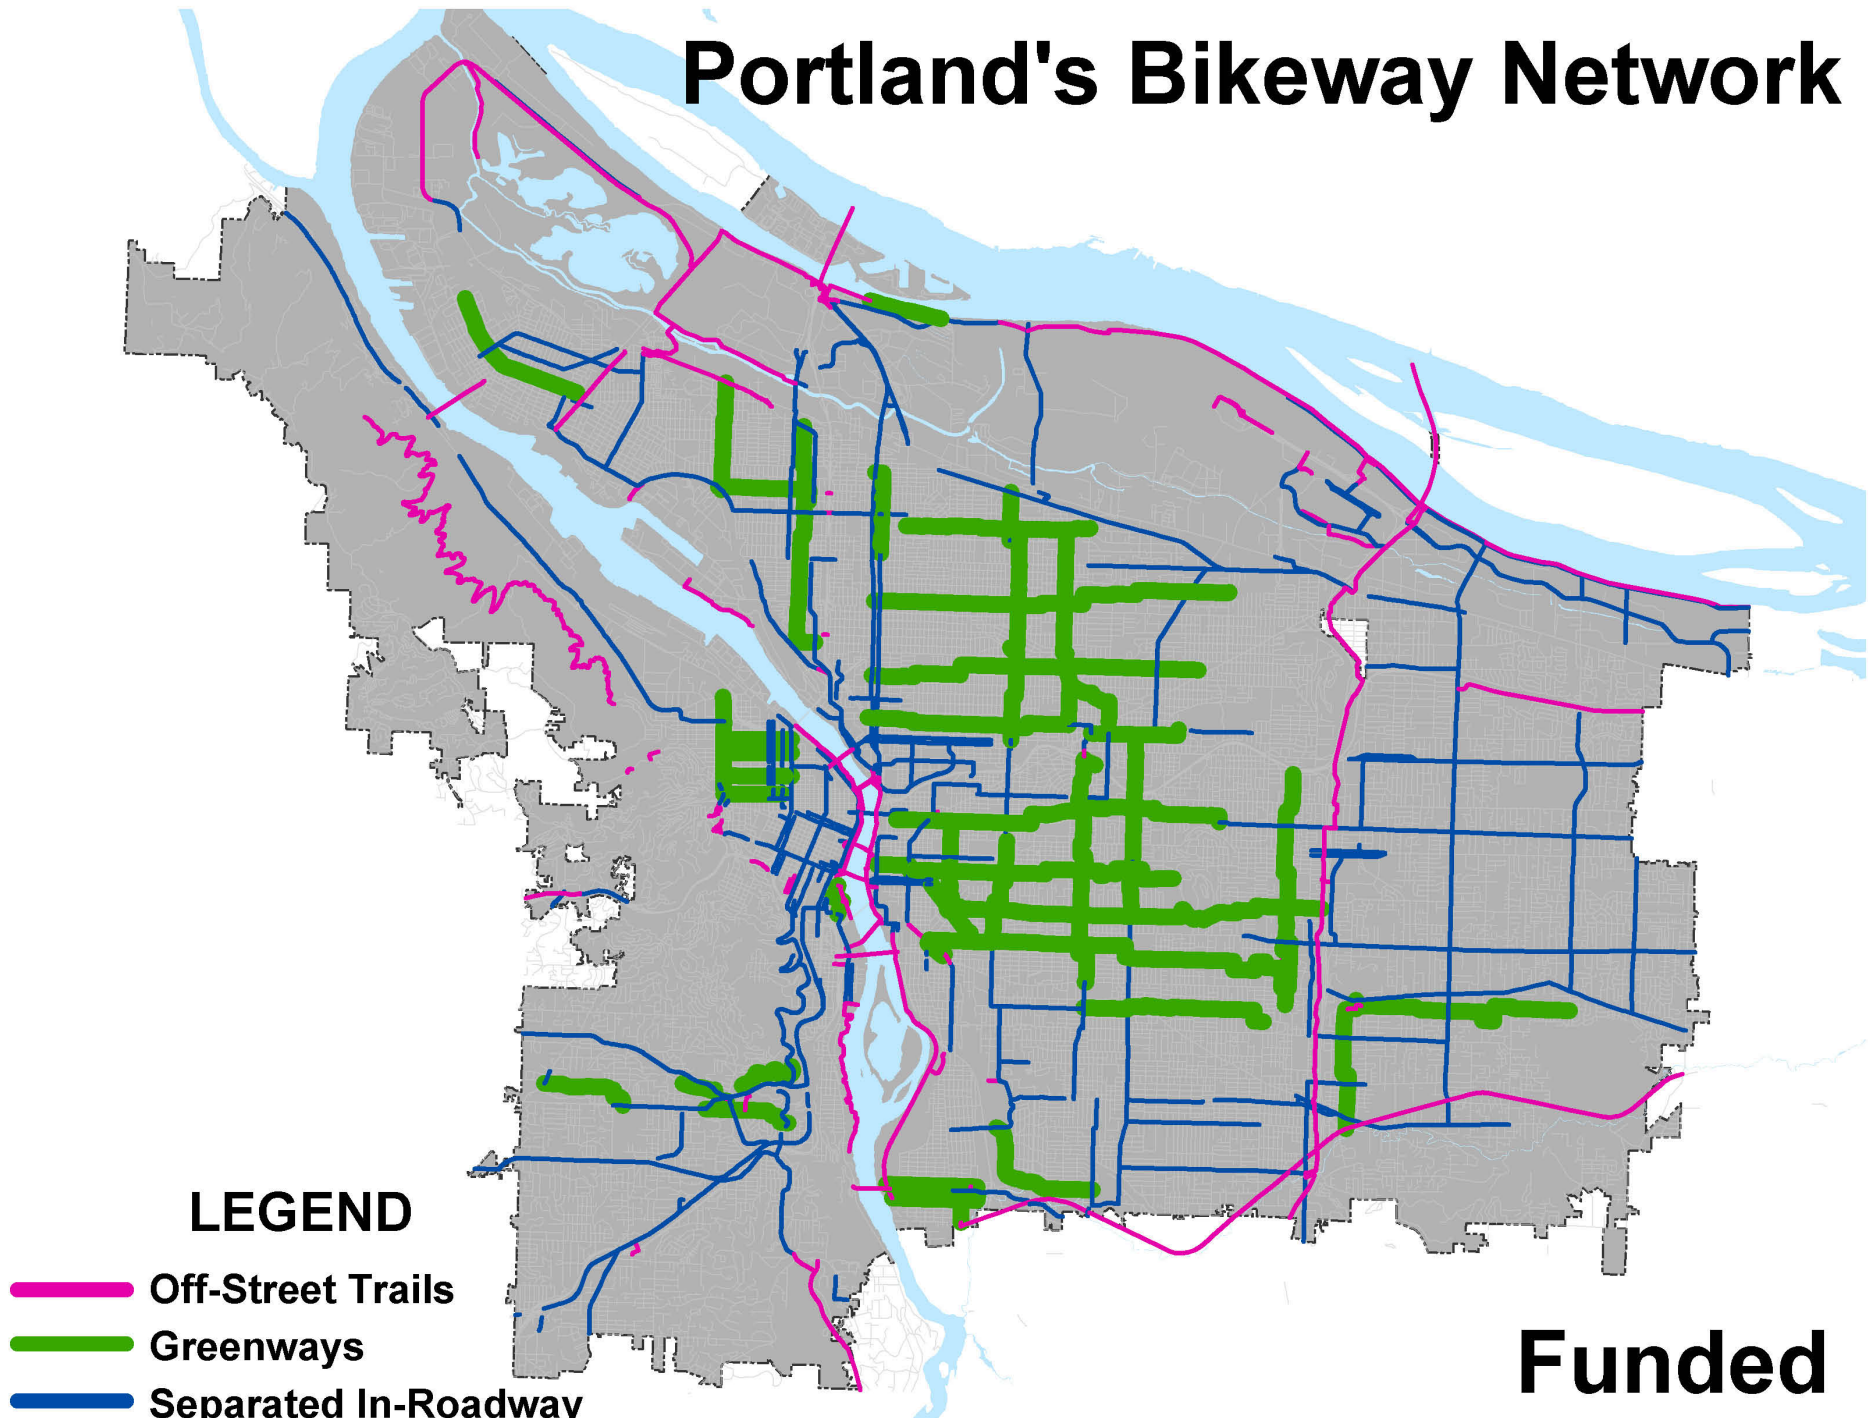 Portland's Bikeway Network
LEGEND
Off-Street Trails
Greenways
Separated In-Roadway
Funded